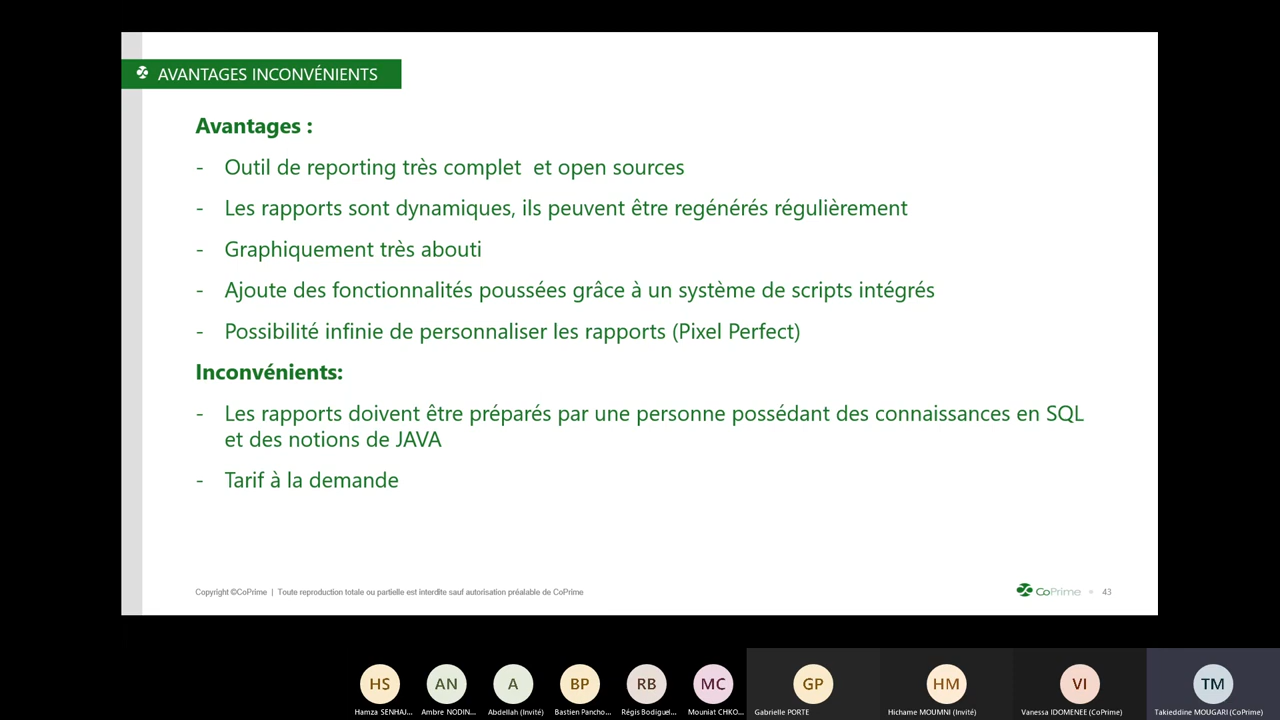 AVANTAGES INCONVÉNIENTS
Avantages :
- Outil de reporting très complet et open sources
- Les rapports sont dynamiques, ils peuvent être regénérés régulièrement
- Graphiquement très abouti
- Ajoute des fonctionnalités poussées grâce à un système de scripts intégrés
- Possibilité infinie de personnaliser les rapports (Pixel Perfect)
Inconvénients:
- Les rapports doivent être préparés par une personne possédant des connaissances en SQL
et des notions de JAVA
- Tarif à la demande
Copyright ©CoPrime | Toute reproduction totale ou partielle est interdite sauf autorisation préalable de CoPrime
CoPrime 43
HS AN A BP RB MC GP HM VI TM
Hamza SENHAJ... Ambre NODIN... Abdellah (Invité) Bastien Pancho... Régis Bodiguel... Mouniat CHKO... Gabrielle PORTE Hichame MOUMNI (Invité) Vanessa IDOMENEE (CoPrime) Takieddine MOUGARI (CoPrime)